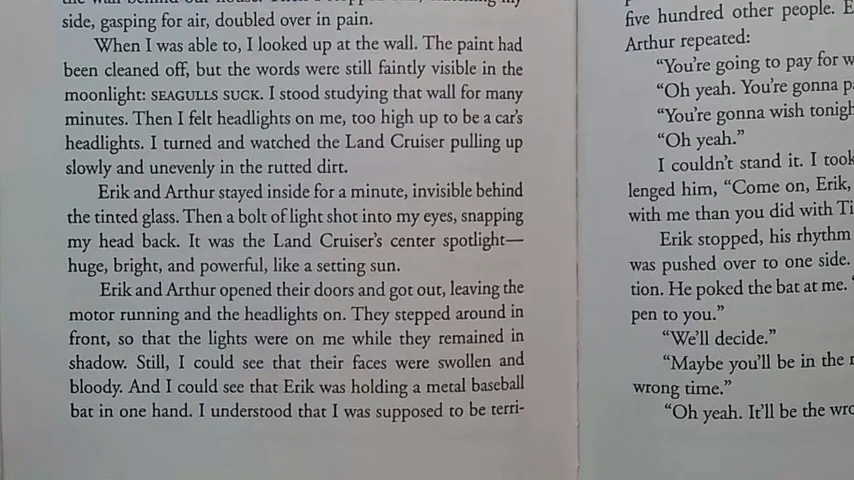 side, gasping for air, doubled over in pain.
When I was able to, I looked up at the wall. The paint had
been cleaned off, but the words were still faintly visible in the
moonlight: SEAGULLS SUCK. I stood studying that wall for many
minutes. Then I felt headlights on me, too high up to be a car's
headlights. I turned and watched the Land Cruiser pulling up
slowly and unevenly in the rutted dirt.
Erik and Arthur stayed inside for a minute, invisible behind
the tinted glass. Then a bolt of light shot into my eyes, snapping
my head back. It was the Land Cruiser's center spotlight—
huge, bright, and powerful, like a setting sun.
Erik and Arthur opened their doors and got out, leaving the
motor running and the headlights on. They stepped around in
front, so that the lights were on me while they remained in
shadow. Still, I could see that their faces were swollen and
bloody. And I could see that Erik was holding a metal baseball
bat in one hand. I understood that I was supposed to be terri-
five hundred other people. E
Arthur repeated:
"You're going to pay for w
"Oh yeah. You're gonna p
"You're gonna wish tonigh
"Oh yeah."
I couldn't stand it. I took
lenged him, "Come on, Erik,
with me than you did with Ti
Erik stopped, his rhythm
was pushed over to one side.
tion. He poked the bat at me. "
pen to you."
"We'll decide."
"Maybe you'll be in the
wrong time."
"Oh yeah. It'll be the wro